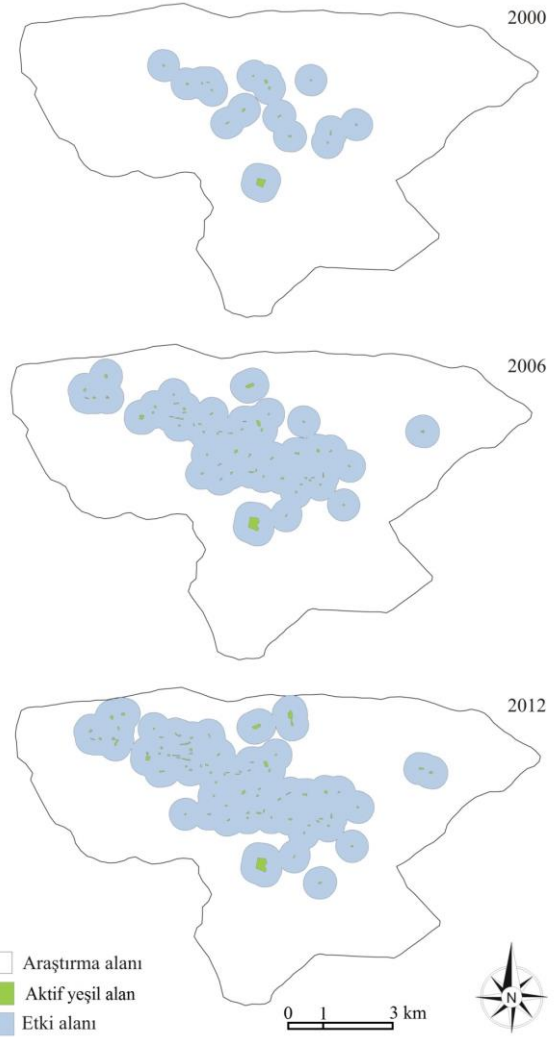 2000
2006
2012
Araştırma alanı
Aktif yeşil alan
Etki alanı
0 1 3 km
N